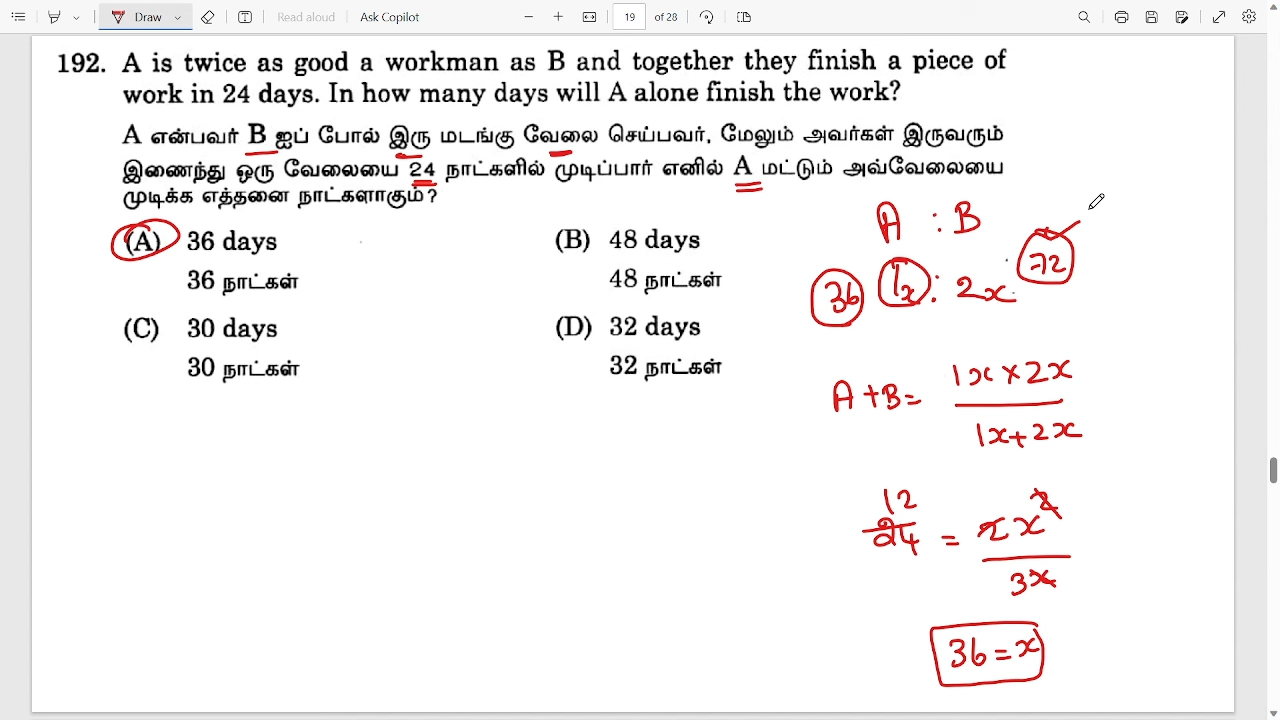 Draw
Read aloud
Ask Copilot
19 of 28
192. A is twice as good a workman as B and together they finish a piece of
work in 24 days. In how many days will A alone finish the work?
A என்பவர் B ஐப் போல் இரு மடங்கு வேலை செய்பவர், மேலும் அவர்கள் இருவரும்
இணைந்து ஒரு வேலையை 24 நாட்களில் முடிப்பார் எனில் A மட்டும் அவ்வேலையை
முடிக்க எத்தனை நாட்களாகும்?
(A) 36 days
36 நாட்கள்
(B) 48 days
48 நாட்கள்
(C) 30 days
30 நாட்கள்
(D) 32 days
32 நாட்கள்
A : B
36 1x : 2x 72
A+B= 1x×2x
1x+2x
12
24 = 2x²
3x
36=x